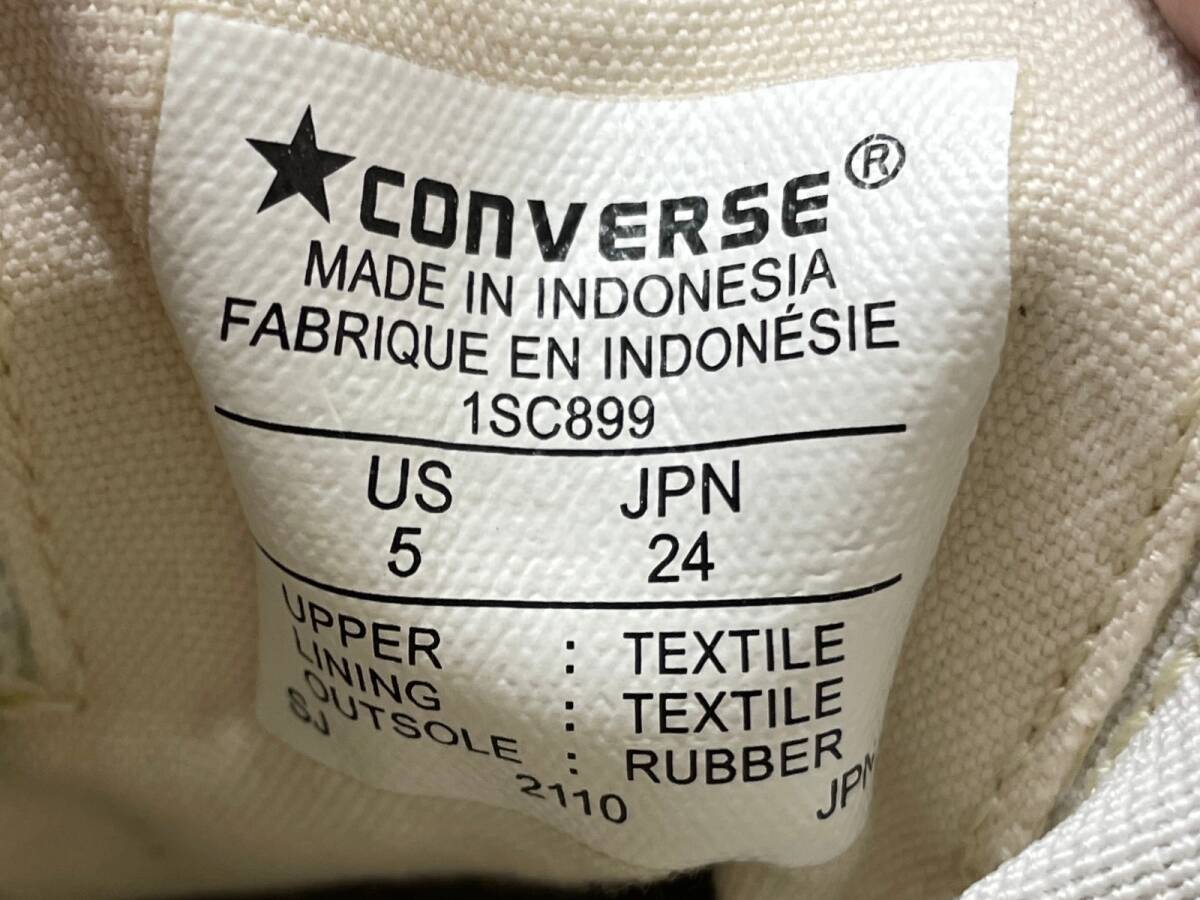 ★CONVERSE®
MADE IN INDONESIA
FABRIQUE EN INDONÉSIE
1SC899
US JPN
5 24
UPPER : TEXTILE
LINING : TEXTILE
OUTSOLE : RUBBER
SJ 2110 JPN